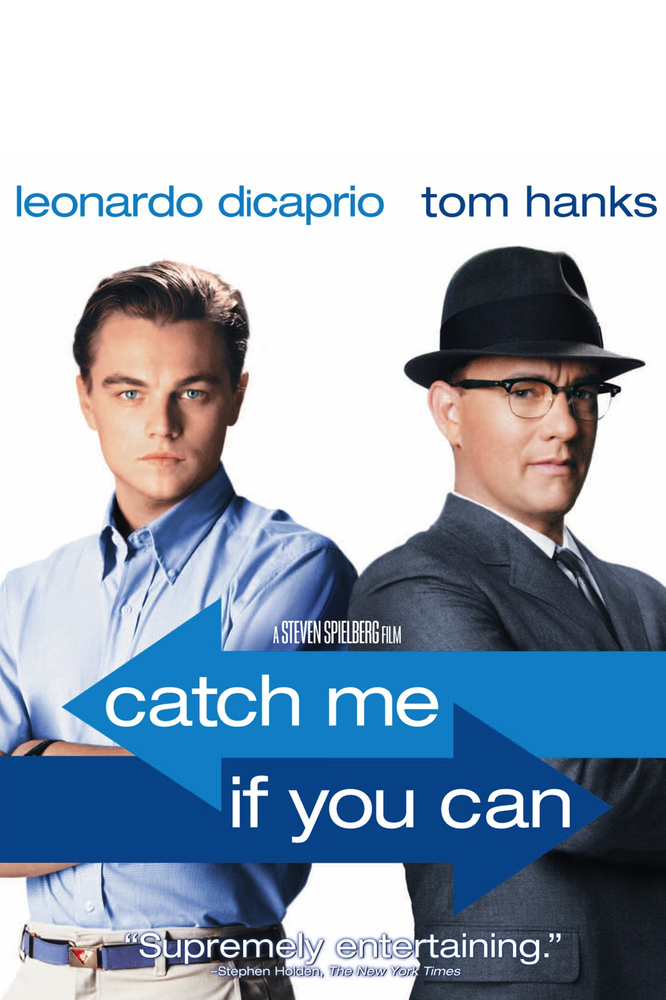 leonardo dicaprio tom hanks
A STEVEN SPIELBERG FILM
catch me
if you can
“Supremely entertaining.”
–Stephen Holden, The New York Times